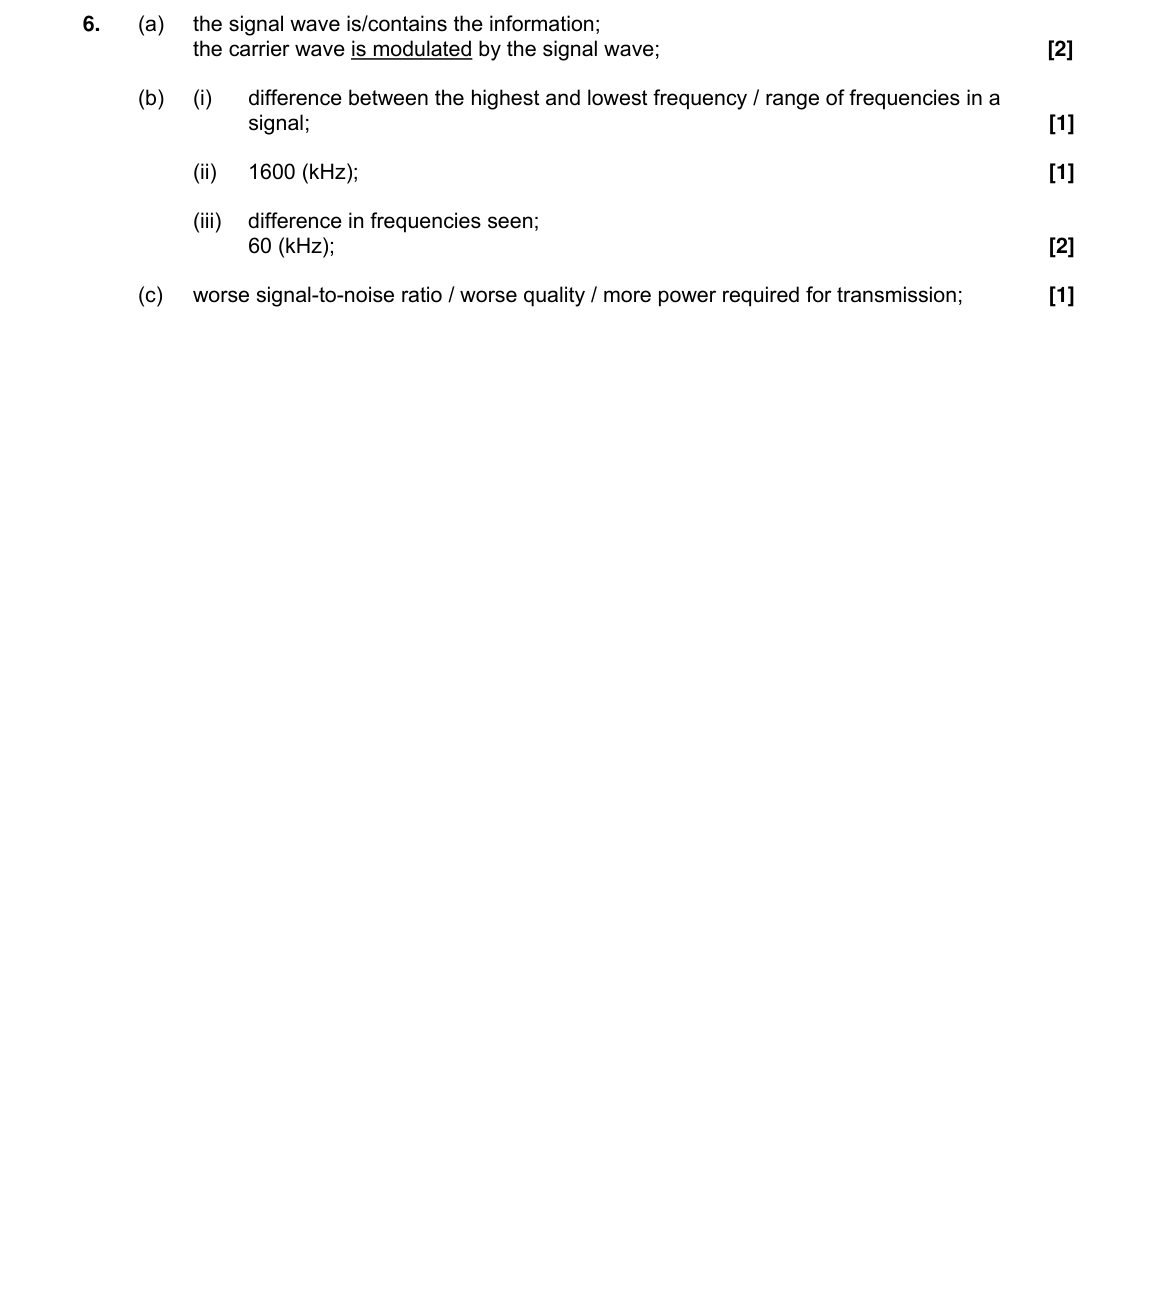 6. (a) the signal wave is/contains the information;
the carrier wave is modulated by the signal wave; [2]
(b) (i) difference between the highest and lowest frequency / range of frequencies in a
signal; [1]
(ii) 1600 (kHz); [1]
(iii) difference in frequencies seen;
60 (kHz); [2]
(c) worse signal-to-noise ratio / worse quality / more power required for transmission; [1]